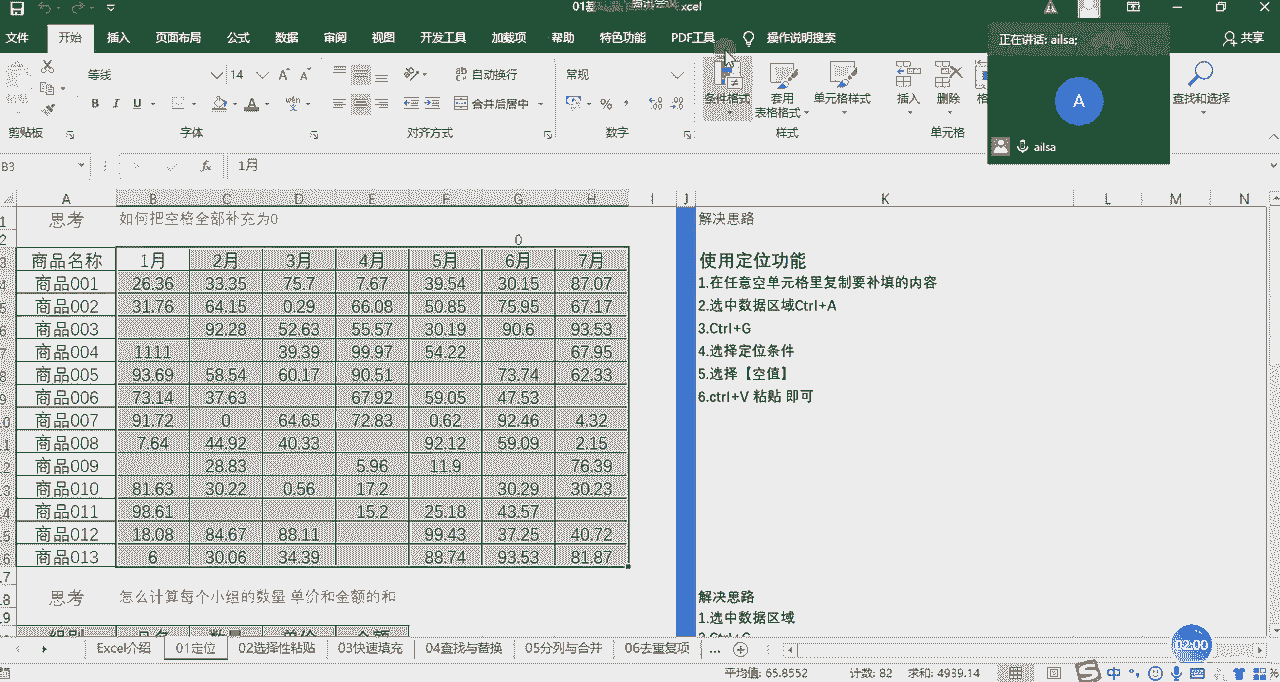 .xcel
文件 开始 插入 页面布局 公式 数据 审阅 视图 开发工具 加载项 帮助 特色功能 PDF工具 操作说明搜索 共享
正在讲话: ailsa;
A
ailsa
等线 14 自动换行 常规
B I U 合并后居中 %
条件格式 套用 表格格式 单元格样式 插入 删除 查找和选择
剪贴板 字体 对齐方式 数字 样式 单元格
B3 fx 1月
A B C D E F G H I J K L M N
思考 如何把空格全部补充为0 解决思路
0
商品名称 1月 2月 3月 4月 5月 6月 7月 使用定位功能
商品001 26.36 75.7 7.67 39.54 30.15 87.07 1.在任意空单元格里复制要补填的内容
商品002 31.76 64.15 0.29 66.08 50.85 75.95 67.17 2.选中数据区域Ctrl+A
商品003 92.28 52.63 55.57 30.19 90.6 93.53 3.Ctrl+G
商品004 1111 39.39 99.97 54.22 67.95 4.选择定位条件
商品005 93.69 58.54 60.17 90.51 73.74 62.33 5.选择【空值】
商品006 73.14 37.63 67.92 59.05 47.53 6.ctrl+V 粘贴 即可
商品007 91.72 0 64.65 72.83 0.62 92.46 4.32
商品008 7.64 44.92 40.33 92.12 59.09 2.15
商品009 28.83 5.96 11.9 76.39
商品010 81.63 30.22 0.56 17.2 30.29 30.23
商品011 98.61 15.2 25.18 43.57
商品012 18.08 84.67 88.11 99.43 37.25 40.72
商品013 6 30.06 34.39 88.74 93.53 81.87
思考 怎么计算每个小组的数量 单价和金额的和 解决思路
1.选中数据区域
Excel介绍 01定位 02选择性粘贴 03快速填充 04查找与替换 05分列与合并 06去重复项 ...
02:00
平均值: 65.8552 计数: 82 求和: 4939.14 中